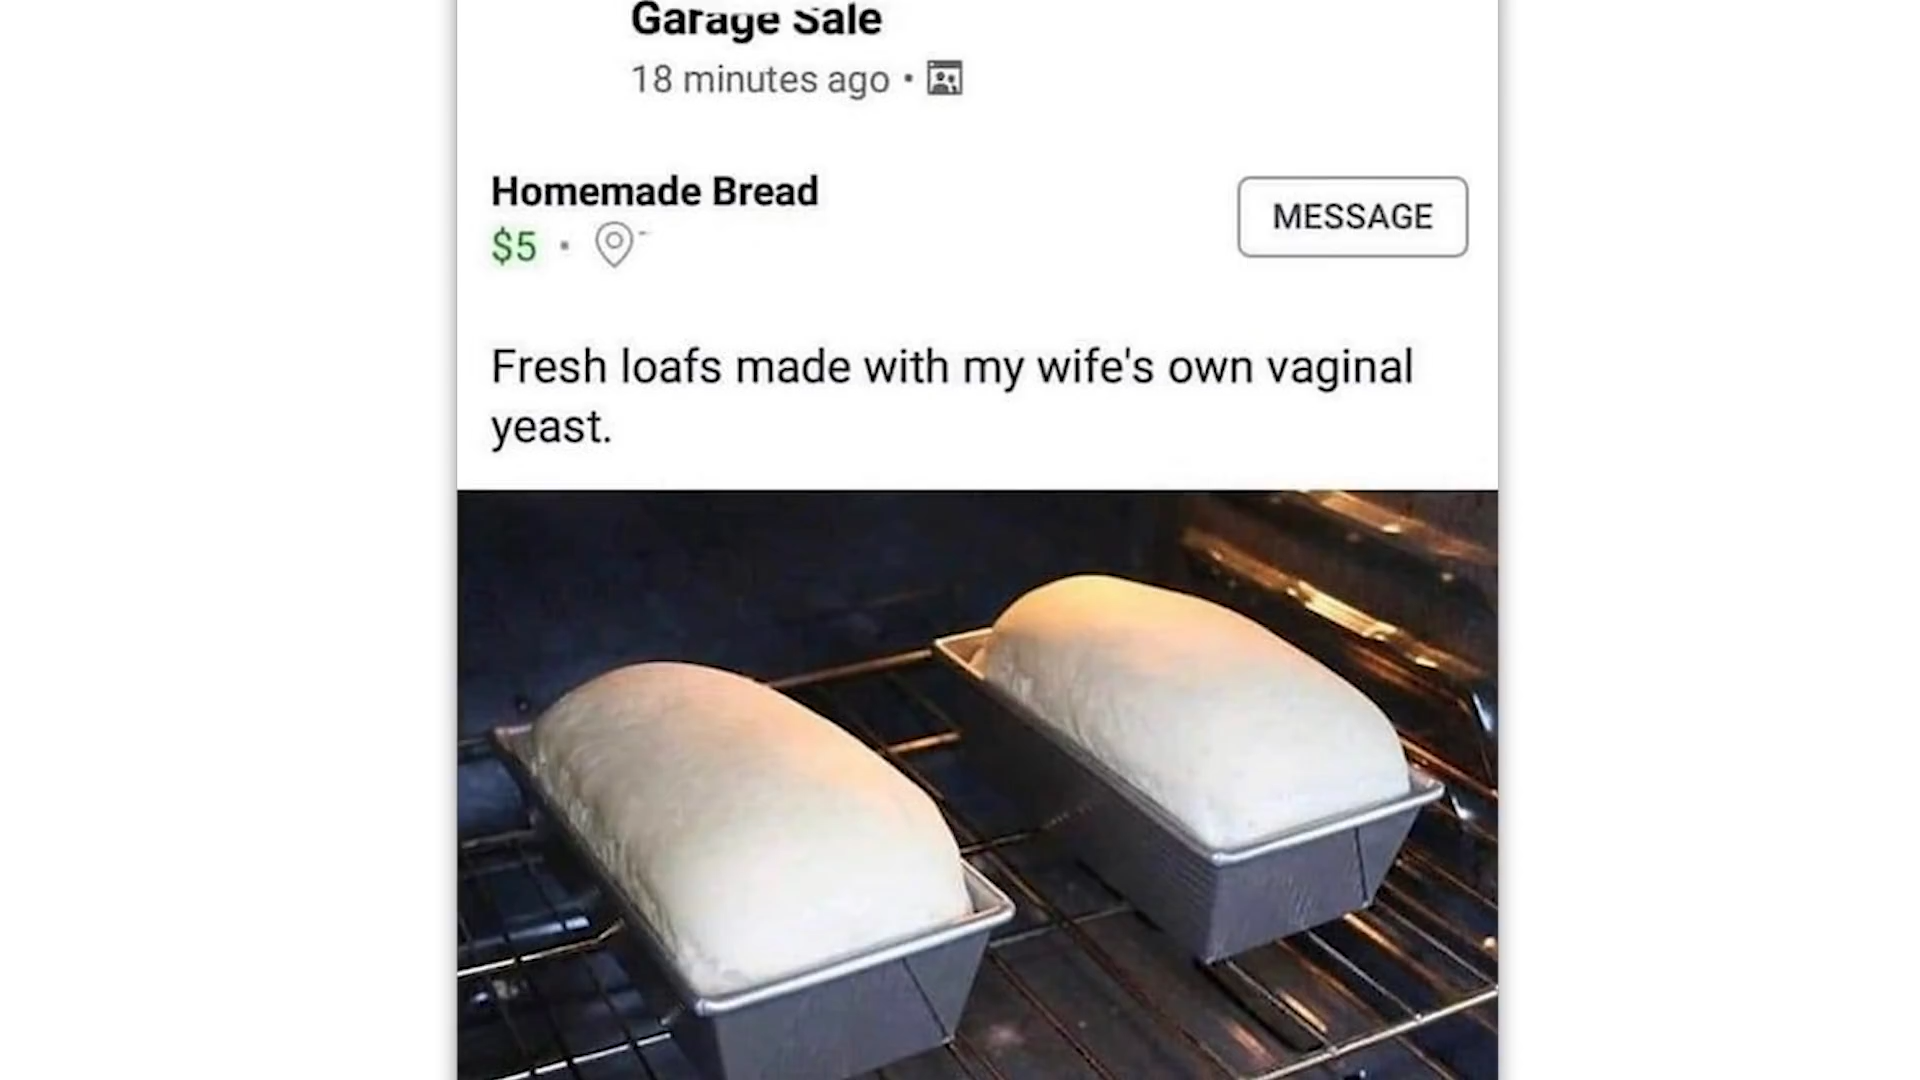 Garage Sale
18 minutes ago •
Homemade Bread
$5 •
MESSAGE
Fresh loafs made with my wife's own vaginal
yeast.